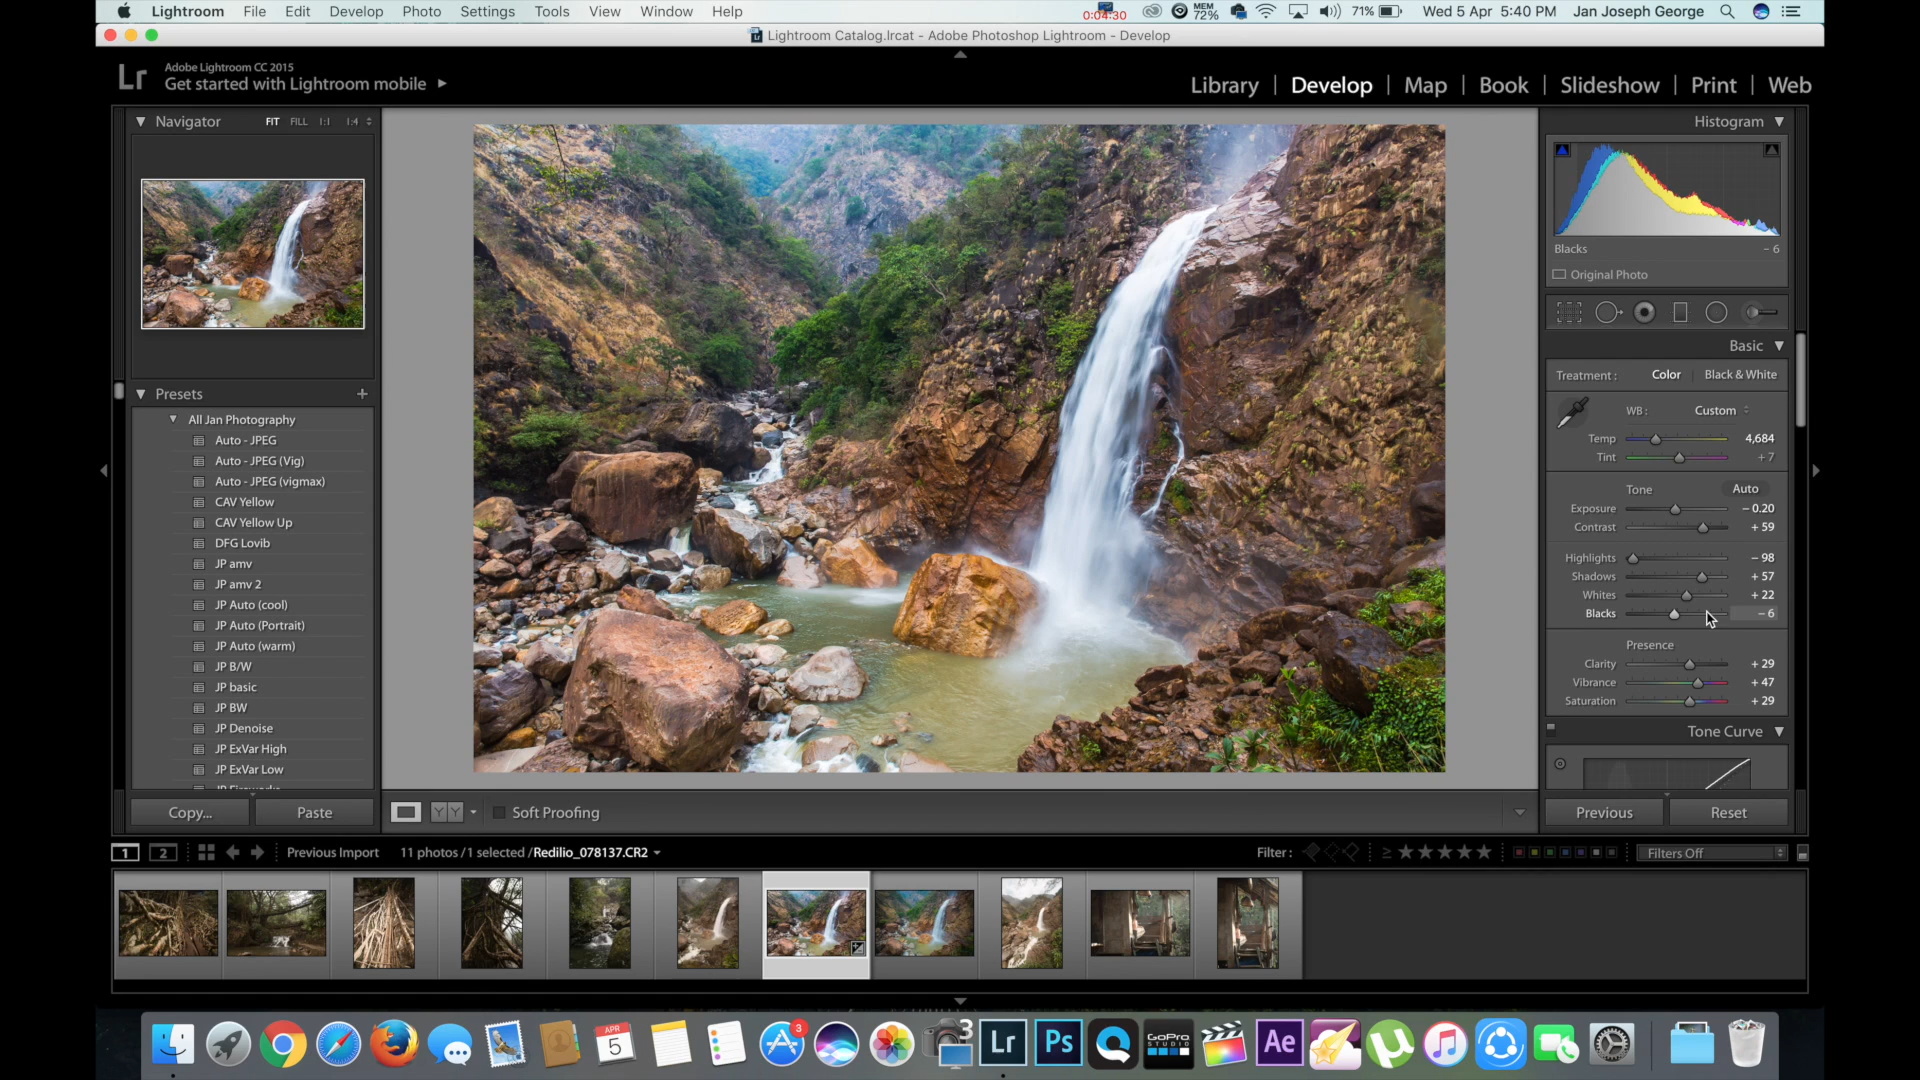 Lightroom File Edit Develop Photo Settings Tools View Window Help
0:04:30 MEM 72% 71% Wed 5 Apr 5:40 PM Jan Joseph George
Lightroom Catalog.lrcat - Adobe Photoshop Lightroom - Develop
Lr Adobe Lightroom CC 2015
Get started with Lightroom mobile
Library | Develop | Map | Book | Slideshow | Print | Web
Navigator FIT FILL 1:1 1:4
Histogram
Blacks - 6
Original Photo
Basic
Treatment : Color Black & White
WB : Custom
Temp 4,684
Tint + 7
Tone Auto
Exposure - 0.20
Contrast + 59
Highlights - 98
Shadows + 57
Whites + 22
Blacks - 6
Presence
Clarity + 29
Vibrance + 47
Saturation + 29
Tone Curve
Previous Reset
Presets +
All Jan Photography
Auto - JPEG
Auto - JPEG (Vig)
Auto - JPEG (vigmax)
CAV Yellow
CAV Yellow Up
DFG Lovib
JP amv
JP amv 2
JP Auto (cool)
JP Auto (Portrait)
JP Auto (warm)
JP B/W
JP basic
JP BW
JP Denoise
JP ExVar High
JP ExVar Low
Copy... Paste
Y Y Soft Proofing
1 2 Previous Import 11 photos /1 selected /Redilio_078137.CR2
Filter : ≥ ★★★★★ Filters Off
APR 5 3 3 Lr Ps GoPro STUDIO Ae